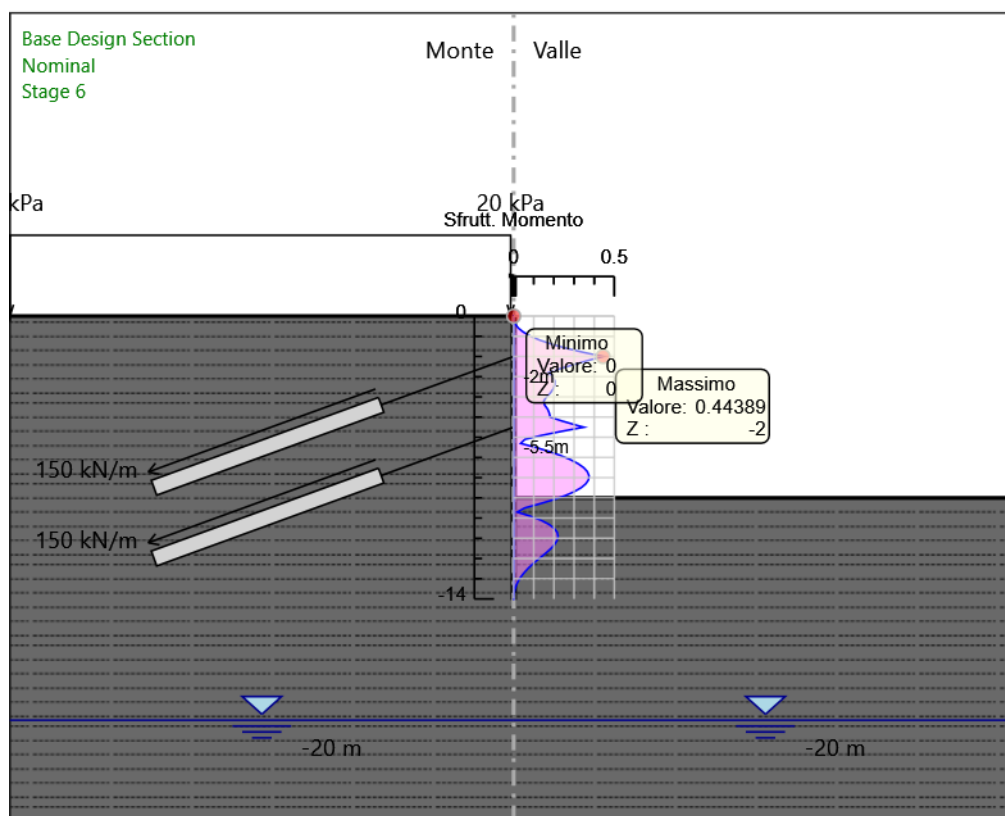 Base Design Section
Nominal
Stage 6
Monte
Valle
kPa
20 kPa
Sfrutt. Momento
0
0.5
0
Minimo
Valore: 0
Z : 0
-2m
Massimo
Valore: 0.44389
Z : -2
-5.5m
150 kN/m
150 kN/m
-14
-20 m
-20 m